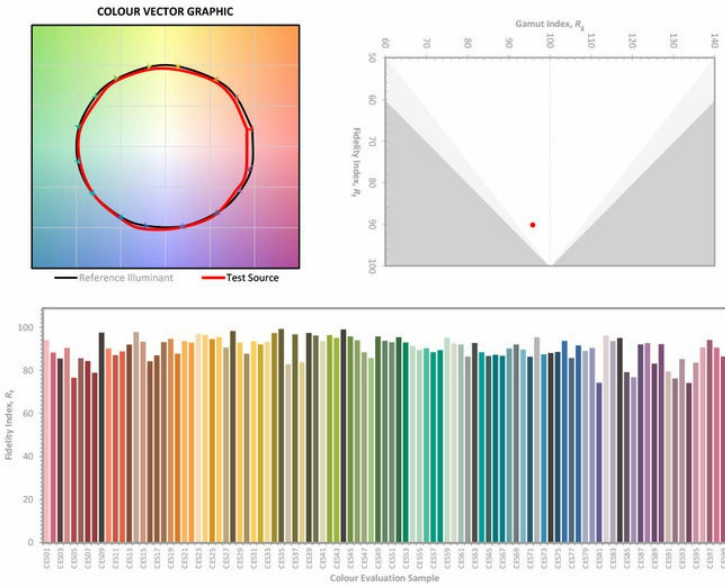 COLOUR VECTOR GRAPHIC
Reference Illuminant
Test Source
Gamut Index, Rg
60 70 80 90 100 110 120 130 140
Fidelity Index, Rf
50
60
70
80
90
100
Fidelity Index, Rf
100
80
60
40
20
0
CES01 CES03 CES05 CES07 CES09 CES11 CES13 CES15 CES17 CES19 CES21 CES23 CES25 CES27 CES29 CES31 CES33 CES35 CES37 CES39 CES41 CES43 CES45 CES47 CES49 CES51 CES53 CES55 CES57 CES59 CES61 CES63 CES65 CES67 CES69 CES71 CES73 CES75 CES77 CES79 CES81 CES83 CES85 CES87 CES89 CES91 CES93 CES95 CES97 CES99
Colour Evaluation Sample